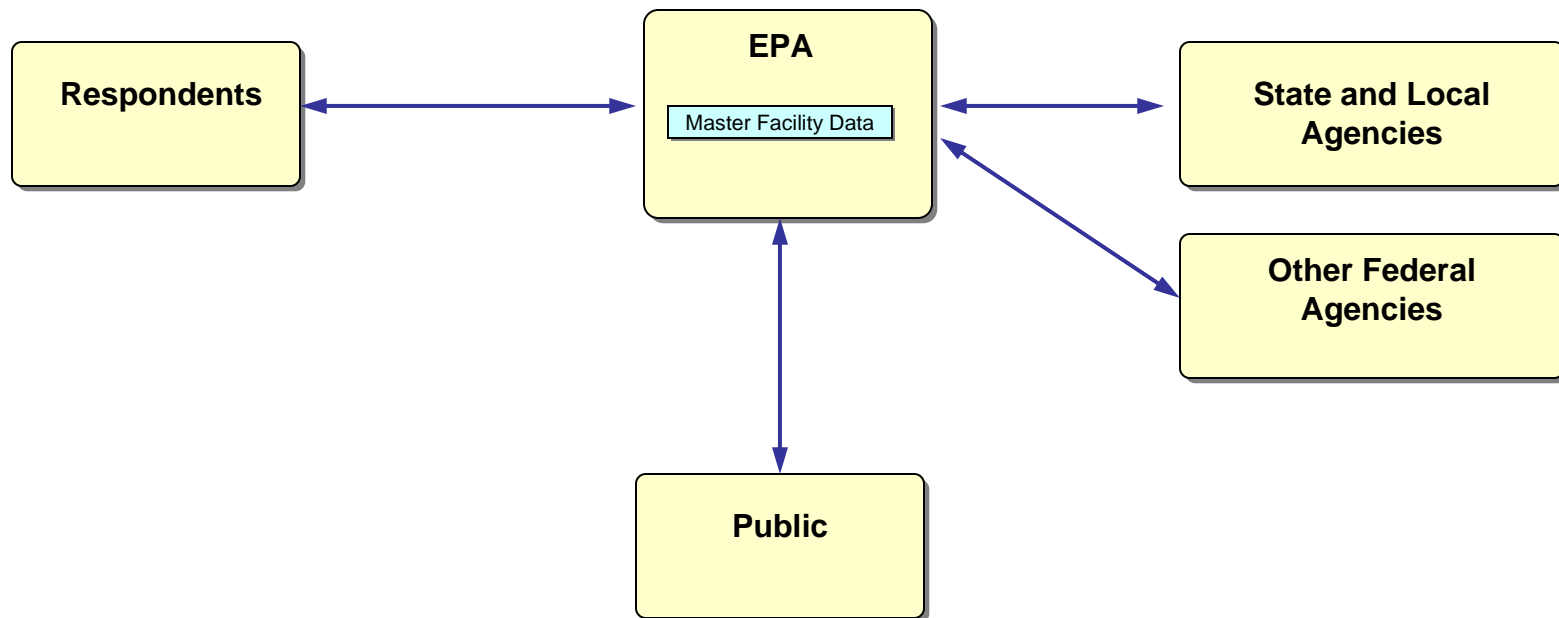 Respondents
EPA
Master Facility Data
State and Local
Agencies
Other Federal
Agencies
Public